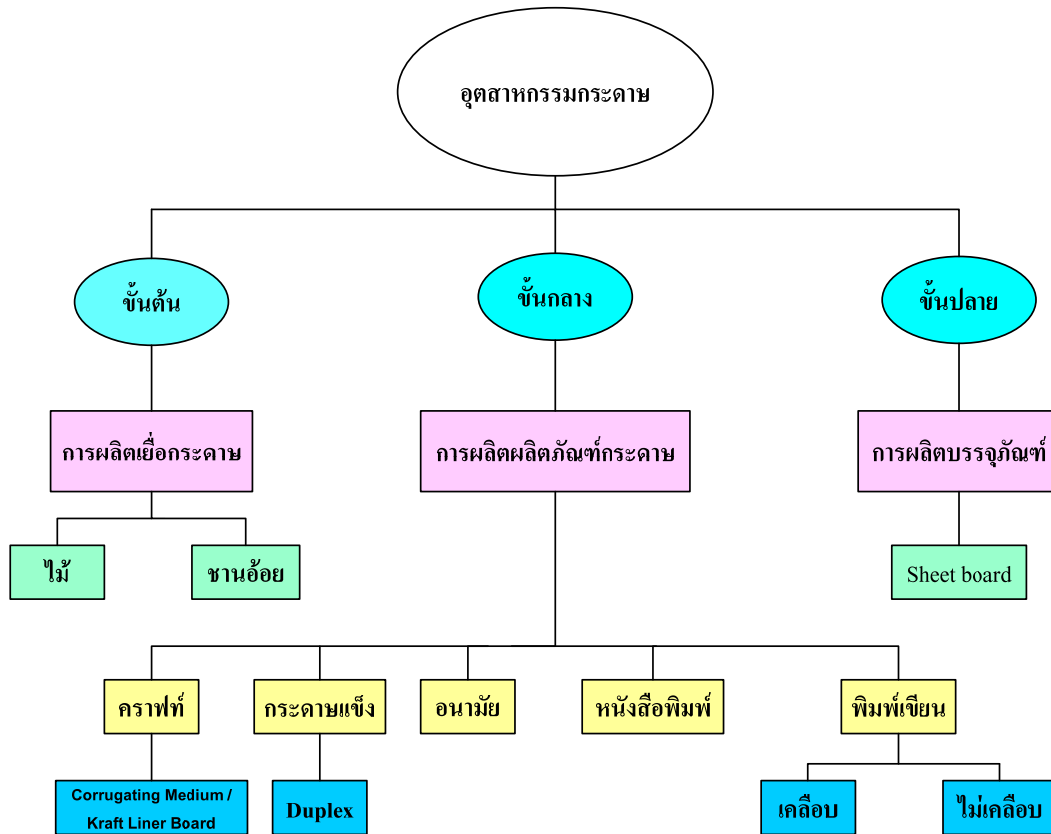 อุตสาหกรรมกระดาษ
ขั้นต้น
ขั้นกลาง
ขั้นปลาย
การผลิตเยื่อกระดาษ
การผลิตผลิตภัณฑ์กระดาษ
การผลิตบรรจุภัณฑ์
ไม้
ชานอ้อย
Sheet board
คราฟท์
กระดาษแข็ง
อนามัย
หนังสือพิมพ์
พิมพ์เขียน
Corrugating Medium /
Kraft Liner Board
Duplex
เคลือบ
ไม่เคลือบ